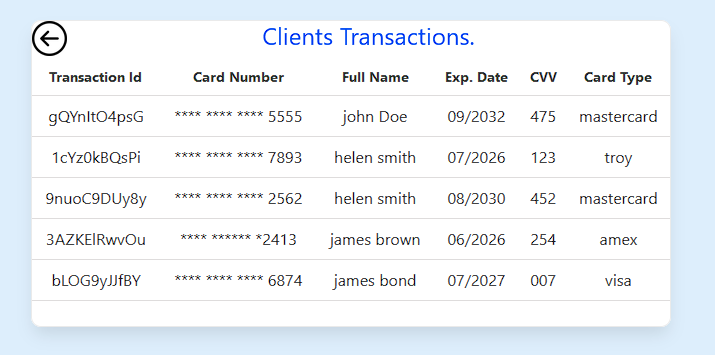 Clients Transactions.
Transaction Id Card Number Full Name Exp. Date CVV Card Type
gQYnItO4psG **** **** **** 5555 john Doe 09/2032 475 mastercard
1cYz0kBQsPi **** **** **** 7893 helen smith 07/2026 123 troy
9nuoC9DUy8y **** **** **** 2562 helen smith 08/2030 452 mastercard
3AZKElRwvOu **** ****** *2413 james brown 06/2026 254 amex
bLOG9yJJfBY **** **** **** 6874 james bond 07/2027 007 visa